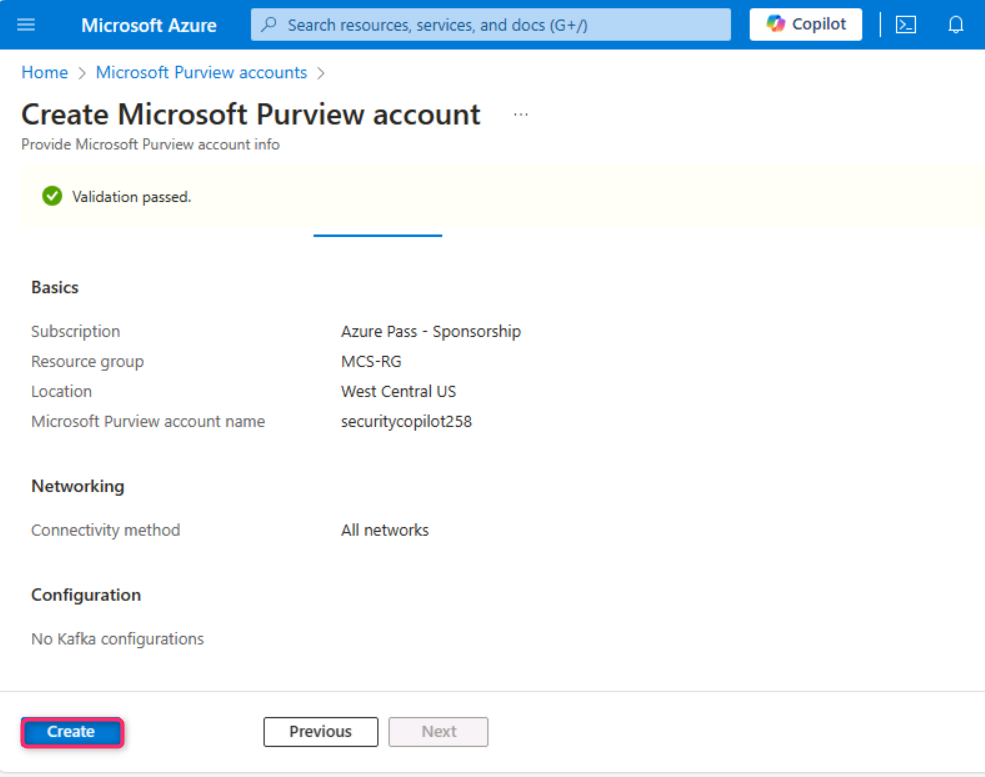 Microsoft Azure Search resources, services, and docs (G+/) Copilot
Home > Microsoft Purview accounts >
Create Microsoft Purview account ...
Provide Microsoft Purview account info
Validation passed.
Basics
Subscription Azure Pass - Sponsorship
Resource group MCS-RG
Location West Central US
Microsoft Purview account name securitycopilot258
Networking
Connectivity method All networks
Configuration
No Kafka configurations
Create Previous Next